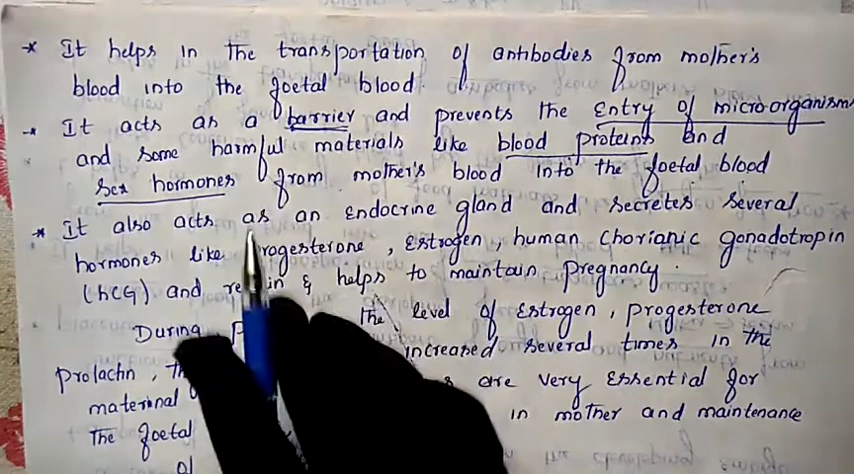 * It helps in the transportation of antibodies from mother's
blood into the foetal blood.
* It acts as a barrier and prevents the entry of microorganisms
and some harmful materials like blood proteins and
sex hormones from mother's blood into the foetal blood
* It also acts as an endocrine gland and secretes several
hormones like progesterone, estrogen, human chorianic gonadotropin
(hCG) and & helps to maintain pregnancy.
During the level of estrogen, progesterone
increased several times in the
Prolachn, are very essential for
maternal in mother and maintenance
the foetal
of